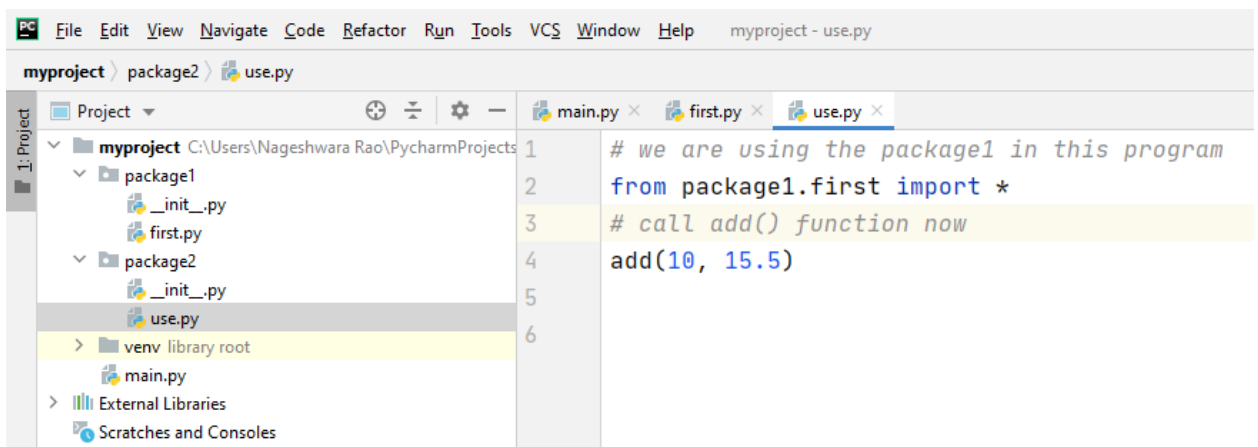 PC File Edit View Navigate Code Refactor Run Tools VCS Window Help myproject - use.py
myproject package2 use.py
1: Project
Project
main.py first.py use.py
myproject C:\Users\Nageshwara Rao\PycharmProjects
package1
__init__.py
first.py
package2
__init__.py
use.py
venv library root
main.py
External Libraries
Scratches and Consoles
1 # we are using the package1 in this program
2 from package1.first import *
3 # call add() function now
4 add(10, 15.5)
5
6